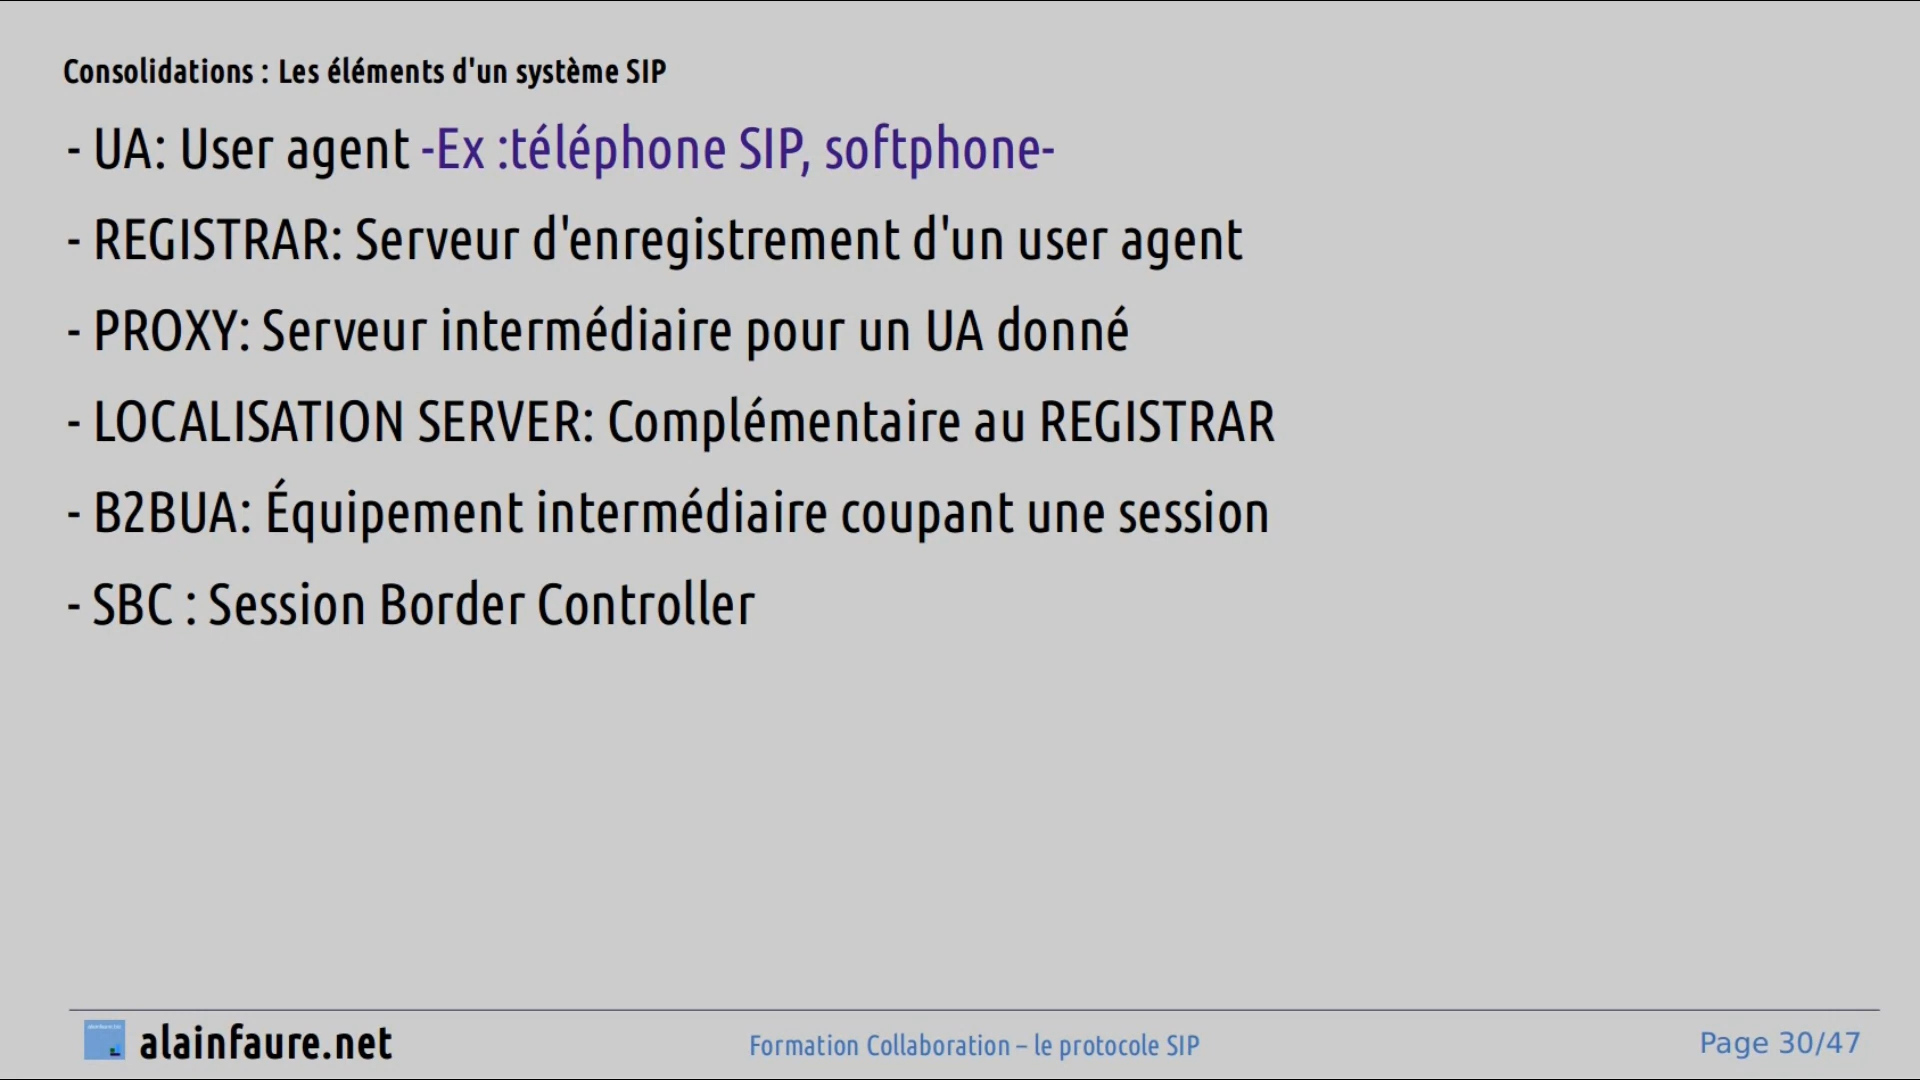 Consolidations : Les éléments d'un système SIP
- UA: User agent -Ex :téléphone SIP, softphone-
- REGISTRAR: Serveur d'enregistrement d'un user agent
- PROXY: Serveur intermédiaire pour un UA donné
- LOCALISATION SERVER: Complémentaire au REGISTRAR
- B2BUA: Équipement intermédiaire coupant une session
- SBC : Session Border Controller
alainfaure.net
Formation Collaboration – le protocole SIP
Page 30/47